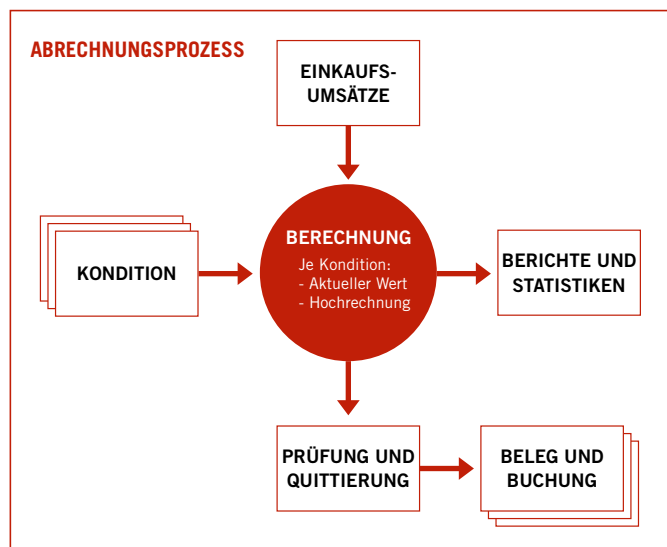 ABRECHNUNGSPROZESS
EINKAUFS-
UMSÄTZE
KONDITION
BERECHNUNG
Je Kondition:
- Aktueller Wert
- Hochrechnung
BERICHTE UND
STATISTIKEN
PRÜFUNG UND
QUITTIERUNG
BELEG UND
BUCHUNG